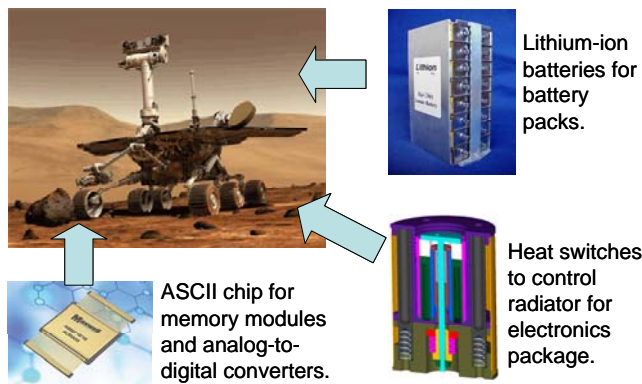 Lithium-ion
batteries for
battery
packs.
Lithion
Heat switches
to control
radiator for
electronics
package.
ASCII chip for
memory modules
and analog-to-
digital converters.
Maxwell